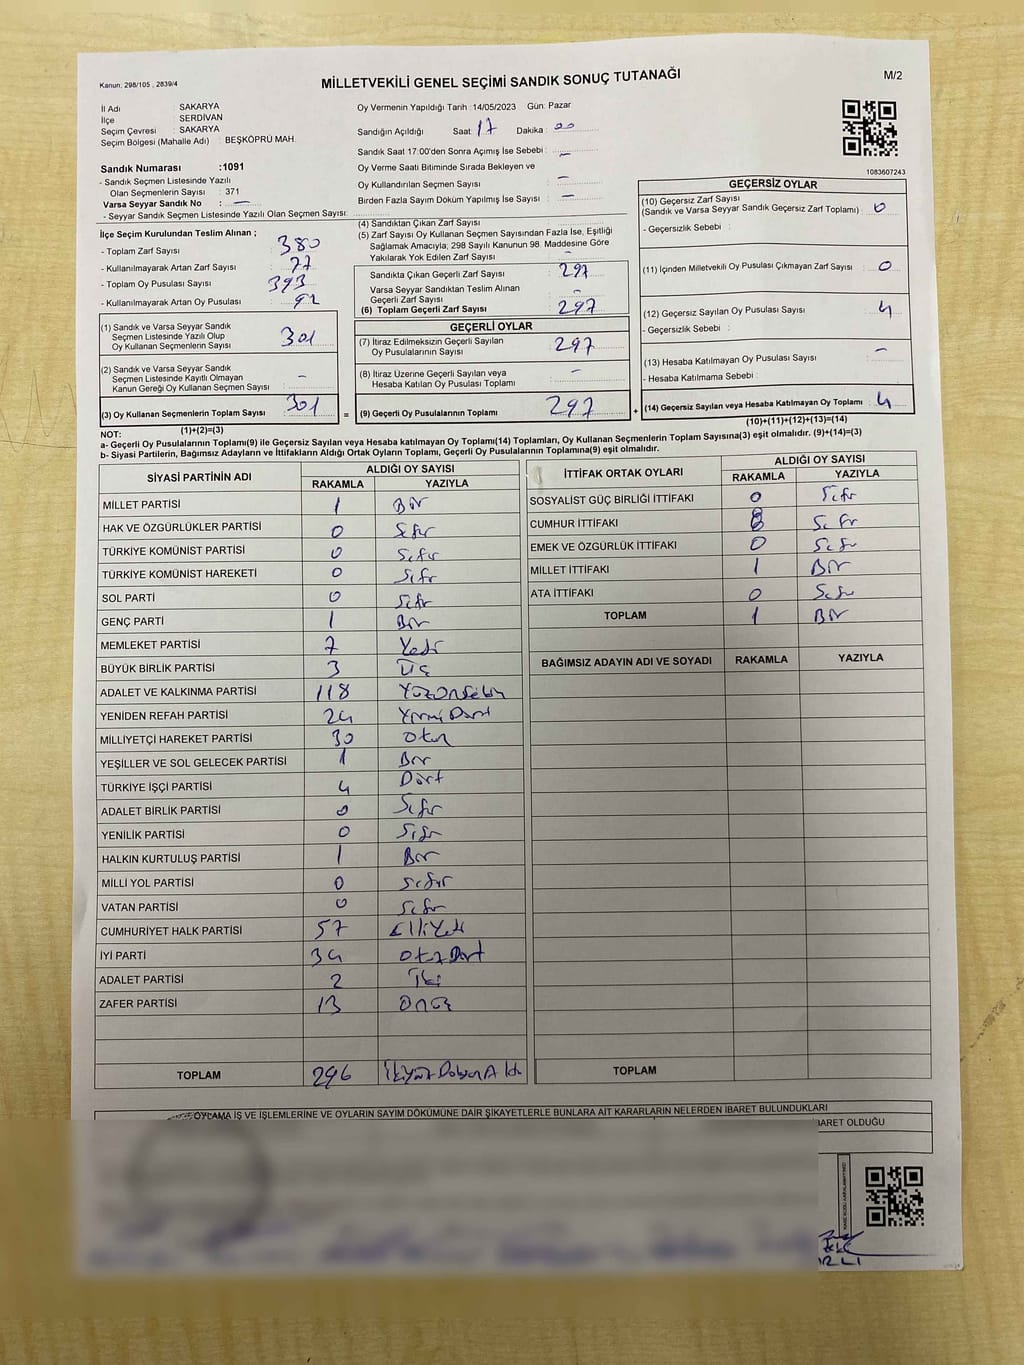 Kanun: 298/105 , 2839/4
MİLLETVEKİLİ GENEL SEÇİMİ SANDIK SONUÇ TUTANAĞI
M/2
İl Adı : SAKARYA
İlçe : SERDİVAN
Seçim Çevresi : SAKARYA
Seçim Bölgesi (Mahalle Adı) : BEŞKÖPRÜ MAH.
Sandık Numarası :1091
- Sandık Seçmen Listesinde Yazılı
Olan Seçmenlerin Sayısı : 371
Varsa Seyyar Sandık No : —
- Seyyar Sandık Seçmen Listesinde Yazılı Olan Seçmen Sayısı:
Oy Vermenin Yapıldığı Tarih :14/05/2023 Gün: Pazar
Sandığın Açıldığı Saat: 17 Dakika : 00
Sandık Saat 17:00'den Sonra Açımış İse Sebebi : —
Oy Verme Saati Bitiminde Sırada Bekleyen ve
Oy Kullandırılan Seçmen Sayısı : —
Birden Fazla Sayım Döküm Yapılmış İse Sayısı : —
1083607243
İlçe Seçim Kurulundan Teslim Alınan ;
- Toplam Zarf Sayısı : 380
- Kullanılmayarak Artan Zarf Sayısı : 77
- Toplam Oy Pusulası Sayısı : 393
- Kullanılmayarak Artan Oy Pusulası : 92
(1) Sandık ve Varsa Seyyar Sandık
Seçmen Listesinde Yazılı Olup
Oy Kullanan Seçmenlerin Sayısı : 301
(2) Sandık ve Varsa Seyyar Sandık
Seçmen Listesinde Kayıtlı Olmayan
Kanun Gereği Oy Kullanan Seçmen Sayısı : —
(3) Oy Kullanan Seçmenlerin Toplam Sayısı : 301
(1)+(2)=(3)
(4) Sandıktan Çıkan Zarf Sayısı :
(5) Zarf Sayısı Oy Kullanan Seçmen Sayısından Fazla İse, Eşitliği
Sağlamak Amacıyla; 298 Sayılı Kanunun 98. Maddesine Göre
Yakılarak Yok Edilen Zarf Sayısı : —
Sandıkta Çıkan Geçerli Zarf Sayısı : 297
Varsa Seyyar Sandıktan Teslim Alınan
Geçerli Zarf Sayısı : —
(6) Toplam Geçerli Zarf Sayısı : 297
GEÇERLİ OYLAR
(7) İtiraz Edilmeksizin Geçerli Sayılan
Oy Pusulalarının Sayısı : 297
(8) İtiraz Üzerine Geçerli Sayılan veya
Hesaba Katılan Oy Pusulası Toplamı : —
= (9) Geçerli Oy Pusulalarının Toplamı : 297 +
GEÇERSİZ OYLAR
(10) Geçersiz Zarf Sayısı
(Sandık ve Varsa Seyyar Sandık Geçersiz Zarf Toplamı) : 0
- Geçersizlik Sebebi :
(11) İçinden Milletvekili Oy Pusulası Çıkmayan Zarf Sayısı : 0
(12) Geçersiz Sayılan Oy Pusulası Sayısı : 4
- Geçersizlik Sebebi :
(13) Hesaba Katılmayan Oy Pusulası Sayısı : —
- Hesaba Katılmama Sebebi :
(14) Geçersiz Sayılan veya Hesaba Katılmayan Oy Toplamı : 4
(10)+(11)+(12)+(13)=(14)
NOT:
a- Geçerli Oy Pusulalarının Toplamı(9) ile Geçersiz Sayılan veya Hesaba katılmayan Oy Toplamı(14) Toplamları, Oy Kullanan Seçmenlerin Toplam Sayısına(3) eşit olmalıdır. (9)+(14)=(3)
b- Siyasi Partilerin, Bağımsız Adayların ve İttifakların Aldığı Ortak Oyların Toplamı, Geçerli Oy Pusulalarının Toplamına(9) eşit olmalıdır.
SİYASİ PARTİNİN ADI ALDIĞI OY SAYISI
RAKAMLA YAZIYLA
MİLLET PARTİSİ 1 Bir
HAK VE ÖZGÜRLÜKLER PARTİSİ 0 Sıfır
TÜRKİYE KOMÜNİST PARTİSİ 0 Sıfır
TÜRKİYE KOMÜNİST HAREKETİ 0 Sıfır
SOL PARTİ 0 Sıfır
GENÇ PARTİ 1 Bir
MEMLEKET PARTİSİ 7 Yedi
BÜYÜK BİRLİK PARTİSİ 3 Üç
ADALET VE KALKINMA PARTİSİ 118 YüzOnSekiz
YENİDEN REFAH PARTİSİ 24 YirmiDört
MİLLİYETÇİ HAREKET PARTİSİ 30 Otuz
YEŞİLLER VE SOL GELECEK PARTİSİ 1 Bir
TÜRKİYE İŞÇİ PARTİSİ 4 Dört
ADALET BİRLİK PARTİSİ 0 Sıfır
YENİLİK PARTİSİ 0 Sıfır
HALKIN KURTULUŞ PARTİSİ 1 Bir
MİLLİ YOL PARTİSİ 0 Sıfır
VATAN PARTİSİ 0 Sıfır
CUMHURİYET HALK PARTİSİ 57 ElliYedi
İYİ PARTİ 34 OtuzDört
ADALET PARTİSİ 2 İki
ZAFER PARTİSİ 13 Onüç
TOPLAM 296 İkiyüzDoksanAltı
İTTİFAK ORTAK OYLARI ALDIĞI OY SAYISI
RAKAMLA YAZIYLA
SOSYALİST GÜÇ BİRLİĞİ İTTİFAKI 0 Sıfır
CUMHUR İTTİFAKI 0 Sıfır
EMEK VE ÖZGÜRLÜK İTTİFAKI 0 Sıfır
MİLLET İTTİFAKI 1 Bir
ATA İTTİFAKI 0 Sıfır
TOPLAM 1 Bir
BAĞIMSIZ ADAYIN ADI VE SOYADI RAKAMLA YAZIYLA
TOPLAM
OYLAMA İŞ VE İŞLEMLERİNE VE OYLARIN SAYIM DÖKÜMÜNE DAİR ŞİKAYETLERLE BUNLARA AİT KARARLARIN NELERDEN İBARET BULUNDUKLARI
İBARET OLDUĞU